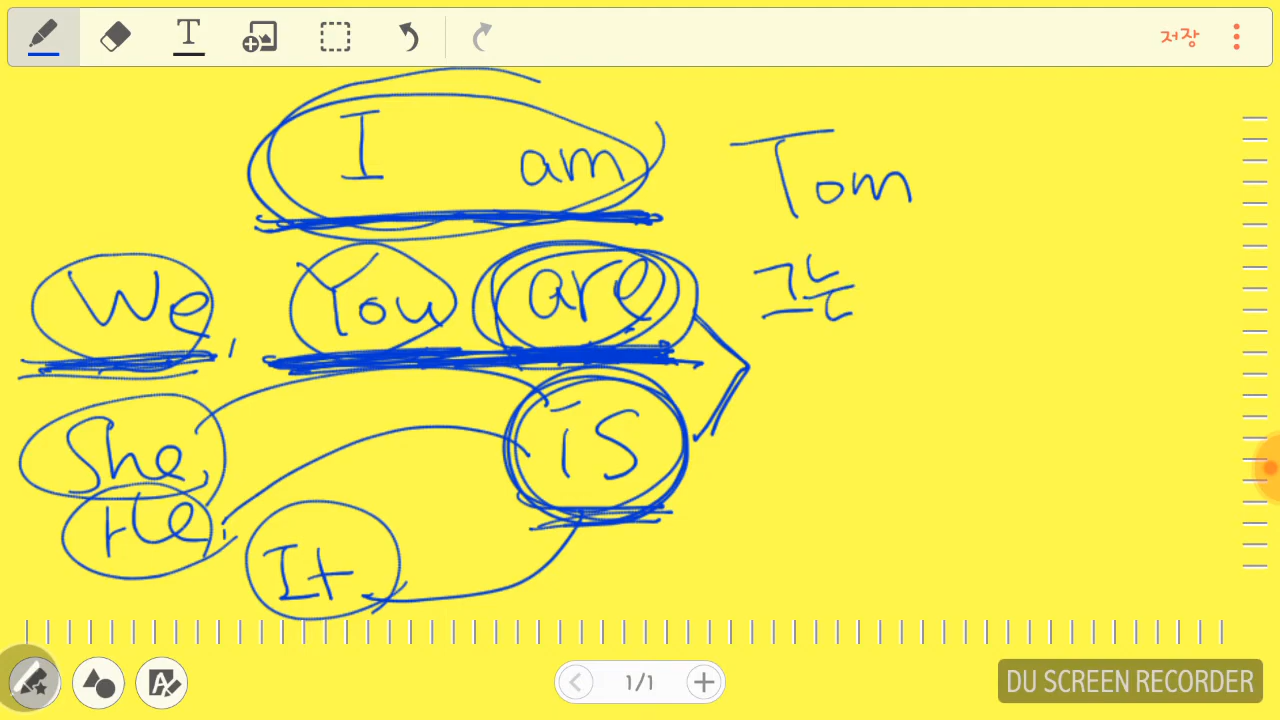 T 저장
I am Tom
We, You are 그는
She, is
He,
It
A 1/1 DU SCREEN RECORDER